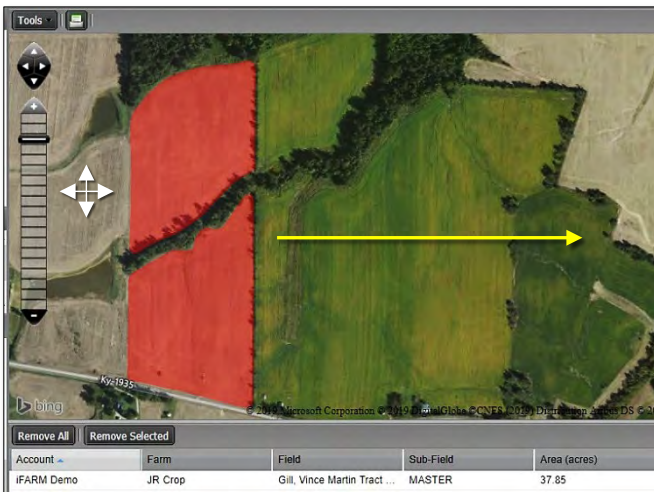 Tools
Ky-1935
bing
© 2019 Microsoft Corporation © 2019 DigitalGlobe ©CNES (2019) Distribution Airbus DS © 20
Remove All Remove Selected
Account Farm Field Sub-Field Area (acres)
iFARM Demo JR Crop Gill, Vince Martin Tract ... MASTER 37.85